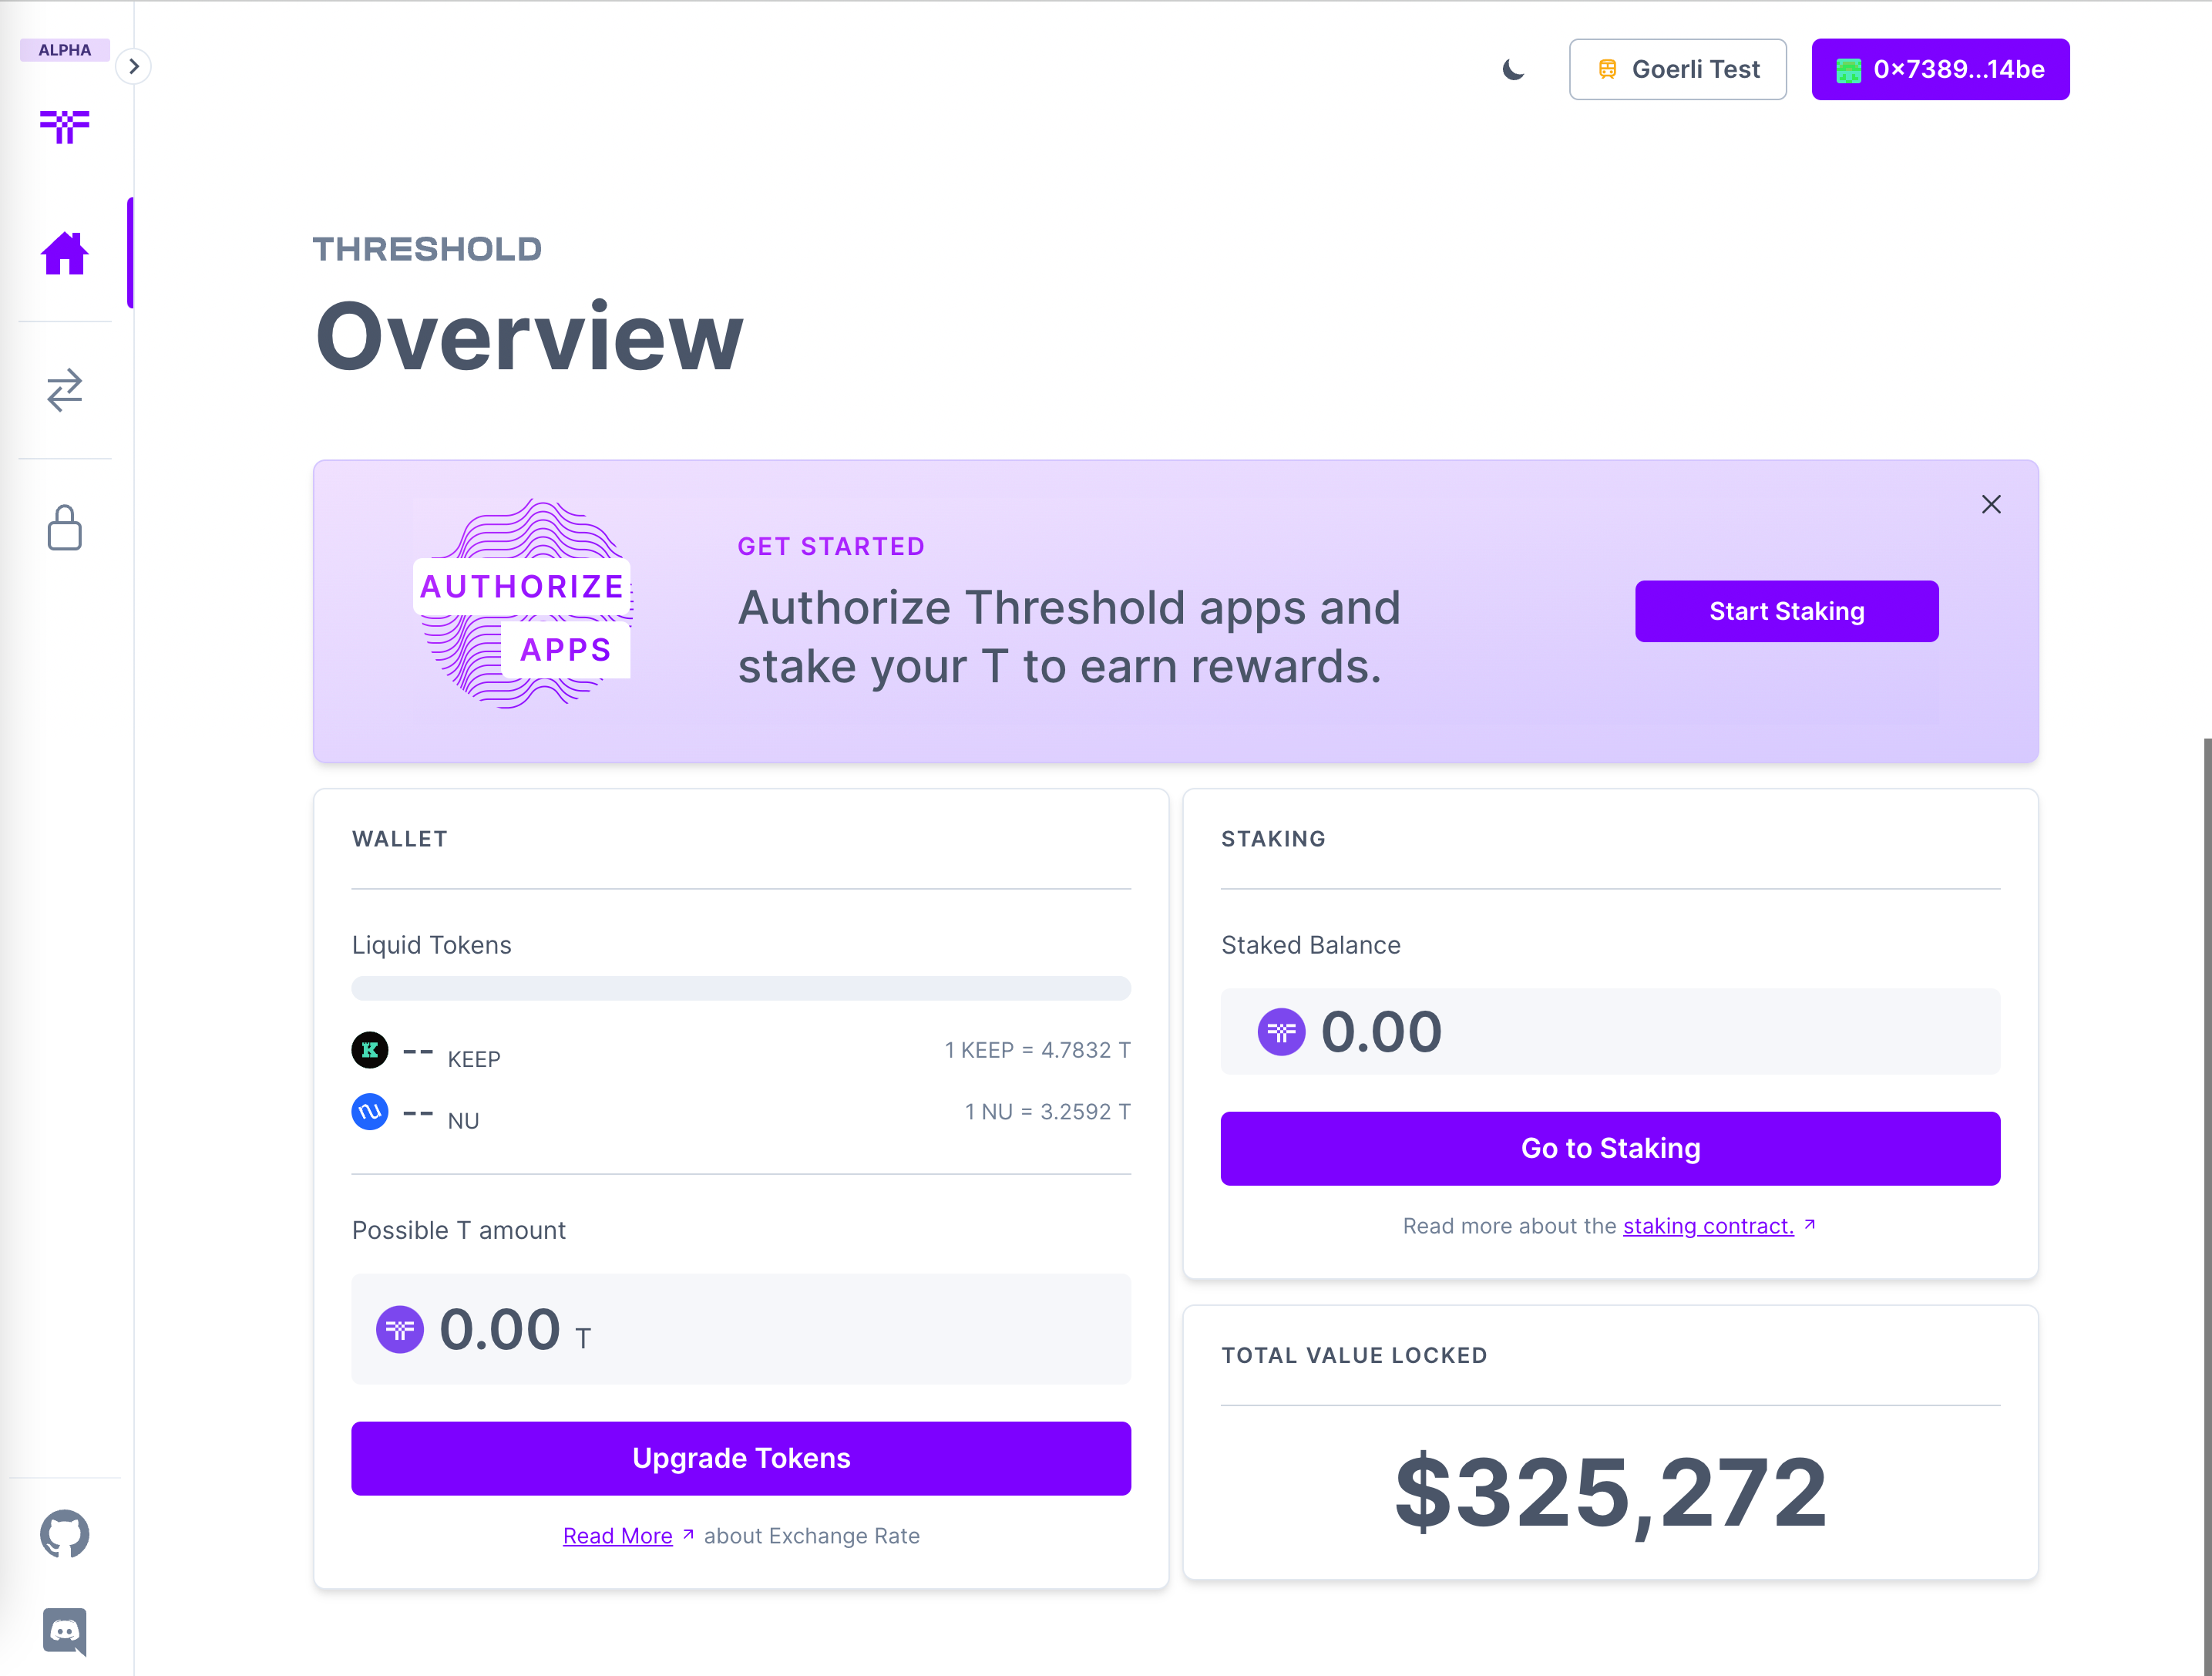 ALPHA
Goerli Test
0×7389...14be
THRESHOLD
Overview
AUTHORIZE
APPS
GET STARTED
Authorize Threshold apps and
stake your T to earn rewards.
Start Staking
WALLET
Liquid Tokens
-- KEEP
1 KEEP = 4.7832 T
-- NU
1 NU = 3.2592 T
Possible T amount
0.00 T
Upgrade Tokens
Read More ↗ about Exchange Rate
STAKING
Staked Balance
0.00
Go to Staking
Read more about the staking contract. ↗
TOTAL VALUE LOCKED
$325,272